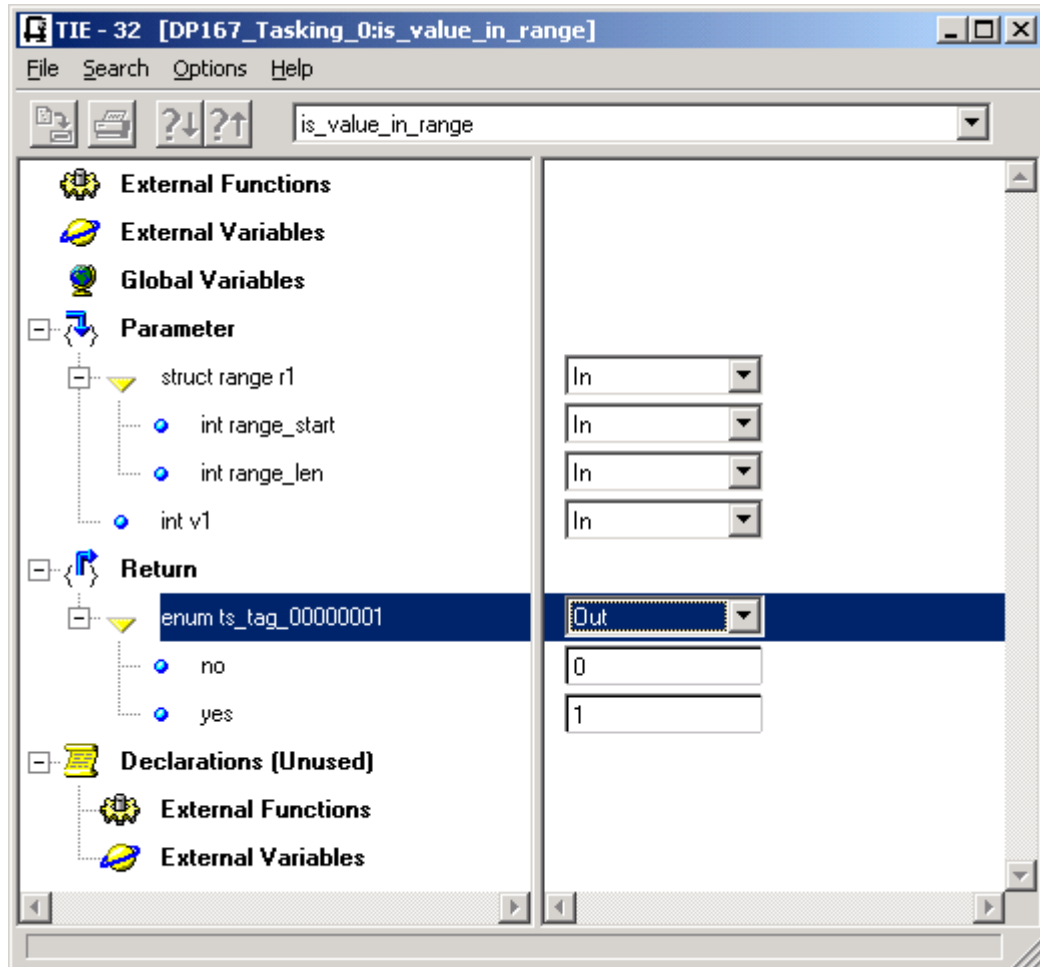 TIE - 32 [DP167_Tasking_0:is_value_in_range]
File Search Options Help
?↓ ?↑ is_value_in_range
External Functions
External Variables
Global Variables
Parameter
struct range r1 In
int range_start In
int range_len In
int v1 In
Return
enum ts_tag_00000001 Out
no 0
yes 1
Declarations (Unused)
External Functions
External Variables